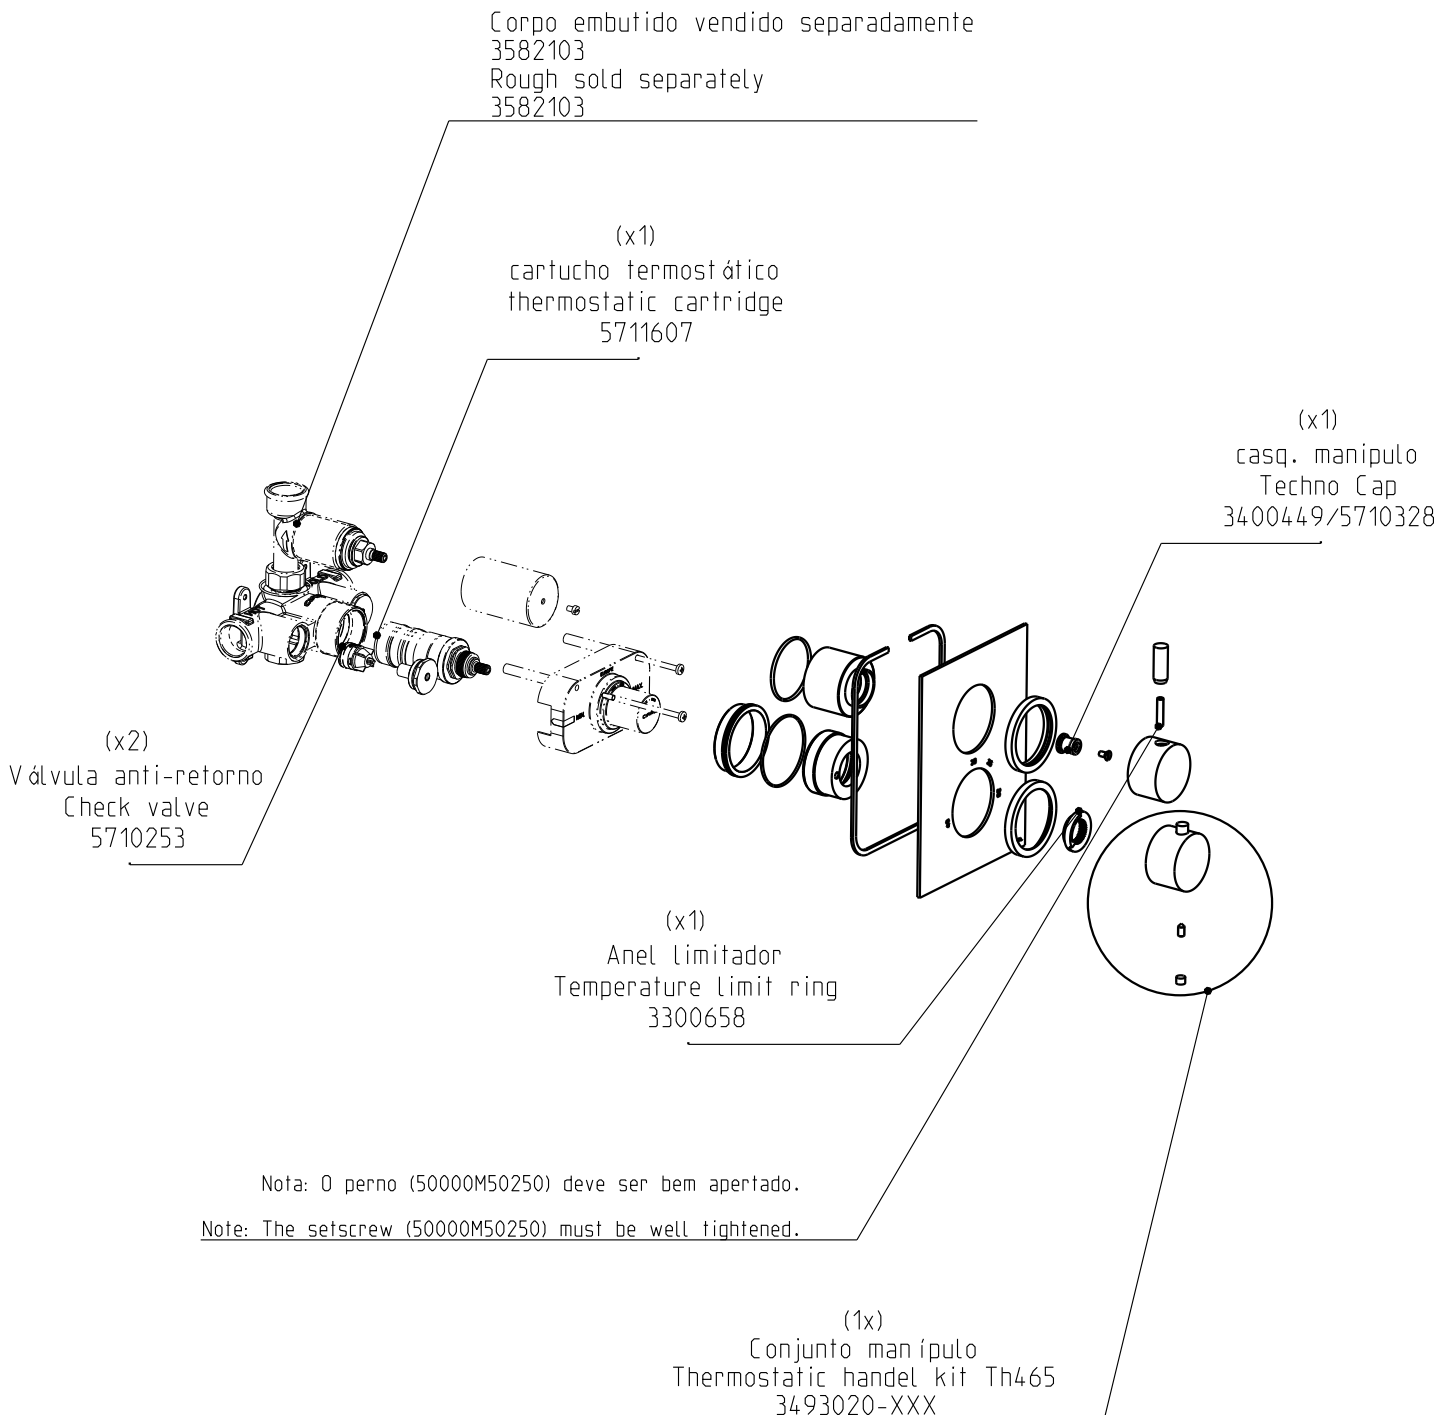 Corpo embutido vendido separadamente
3582103
Rough sold separately
3582103
(x1)
cartucho termostático
thermostatic cartridge
5711607
(x1)
casq. manipulo
Techno Cap
3400449/5710328
(x2)
Válvula anti-retorno
Check valve
5710253
(x1)
Anel limitador
Temperature limit ring
3300658
Nota: O perno (50000M50250) deve ser bem apertado.
Note: The setscrew (50000M50250) must be well tightened.
(1x)
Conjunto manípulo
Thermostatic handel kit Th465
3493020-XXX